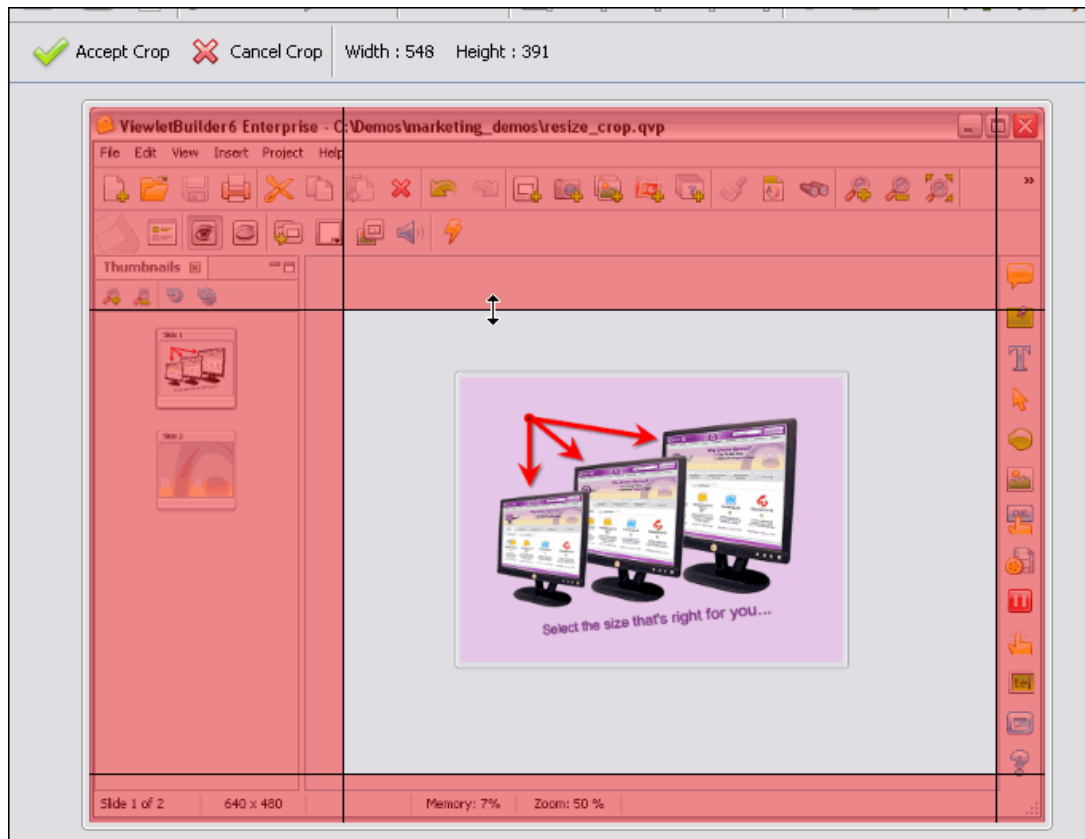 Accept Crop Cancel Crop Width : 548 Height : 391
ViewletBuilder6 Enterprise - C:\Demos\marketing_demos\resize_crop.qvp
File Edit View Insert Project Help
»
Thumbnails
Slide 1
T
Slide 2
OK
Select the size that's right for you...
te
Slide 1 of 2 640 x 480 Memory: 7% Zoom: 50 %